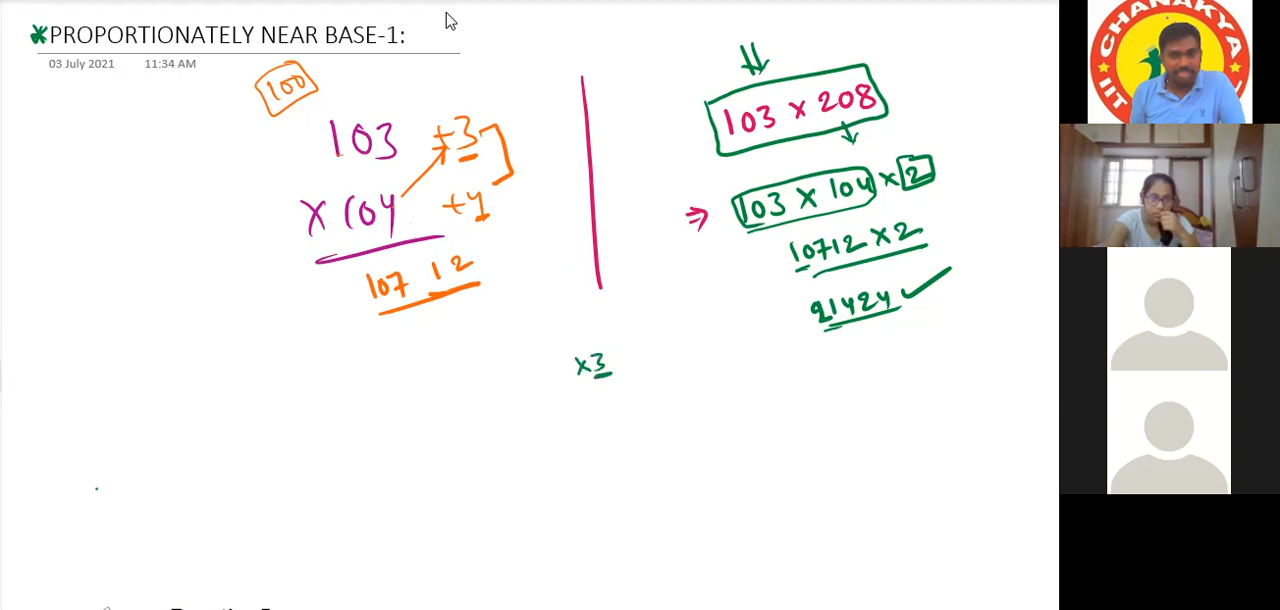 *PROPORTIONATELY NEAR BASE-1:
03 July 2021 11:34 AM
100
103 +3
x 104 +4
107 12
103 x 208
⇒ 103 x 104 x 2
10712 x 2
21424 ✓
x3
CHANAKYA
IIT